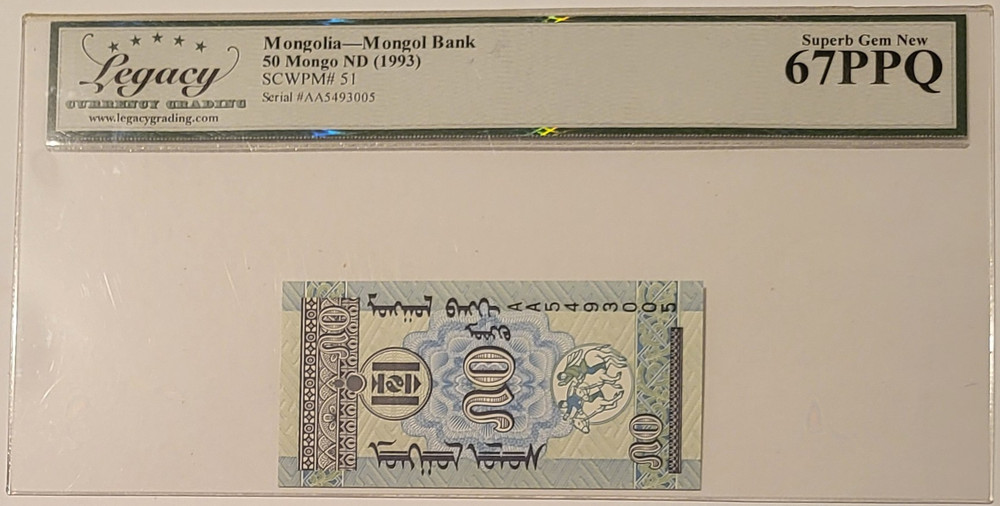 Legacy
CURRENCY GRADING
www.legacygrading.com
Mongolia—Mongol Bank
50 Mongo ND (1993)
SCWPM# 51
Serial #AA5493005
Superb Gem New
67PPQ
50
50
AA5493005
50